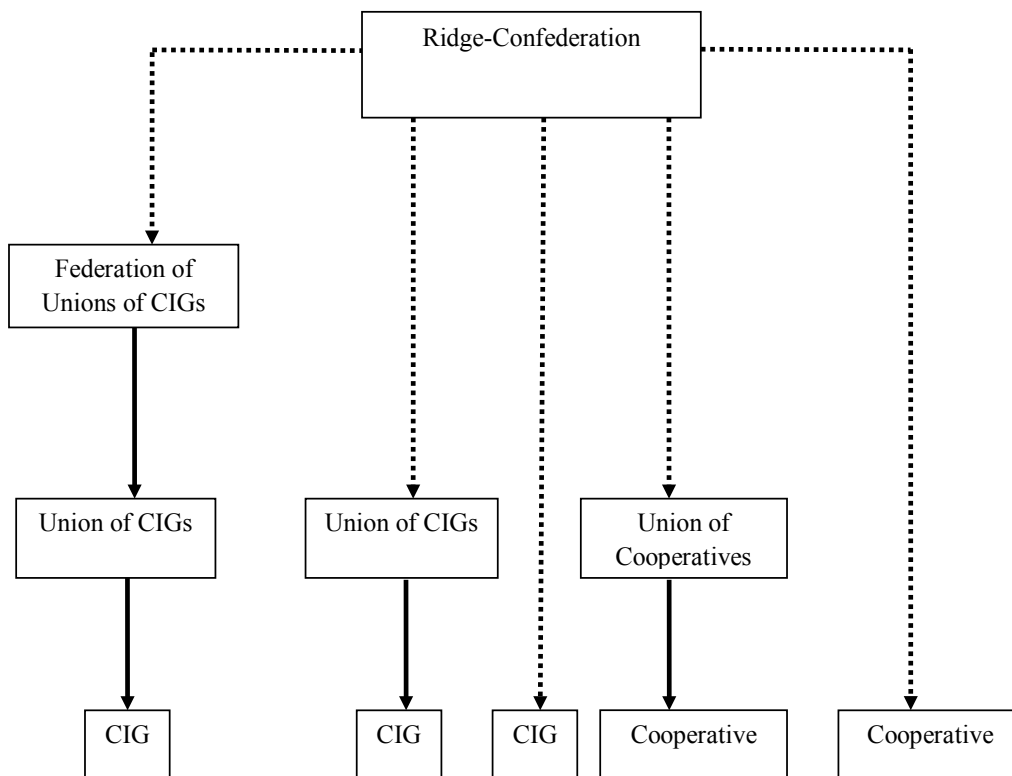 Ridge-Confederation
Federation of
Unions of CIGs
Union of CIGs
Union of CIGs
Union of
Cooperatives
CIG
CIG
CIG
Cooperative
Cooperative